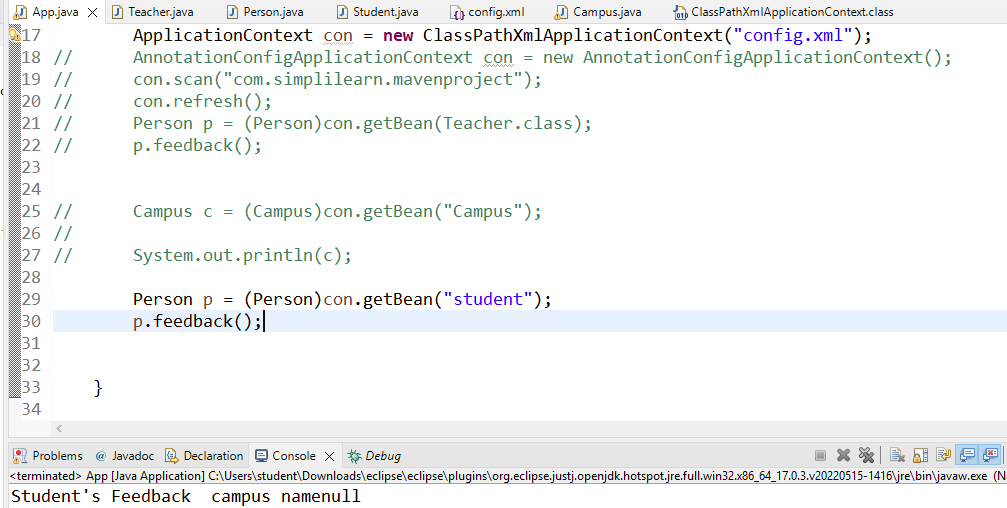 App.java Teacher.java Person.java Student.java config.xml Campus.java ClassPathXmlApplicationContext.class
17 ApplicationContext con = new ClassPathXmlApplicationContext("config.xml");
18 // AnnotationConfigApplicationContext con = new AnnotationConfigApplicationContext();
19 // con.scan("com.simplilearn.mavenproject");
20 // con.refresh();
21 // Person p = (Person)con.getBean(Teacher.class);
22 // p.feedback();
23
24
25 // Campus c = (Campus)con.getBean("Campus");
26 //
27 // System.out.println(c);
28
29 Person p = (Person)con.getBean("student");
30 p.feedback();
31
32
33 }
34
Problems @ Javadoc Declaration Console Debug
<terminated> App [Java Application] C:\Users\student\Downloads\eclipse\eclipse\plugins\org.eclipse.justj.openjdk.hotspot.jre.full.win32.x86_64_17.0.3.v20220515-1416\jre\bin\javaw.exe (N
Student's Feedback  campus namenull